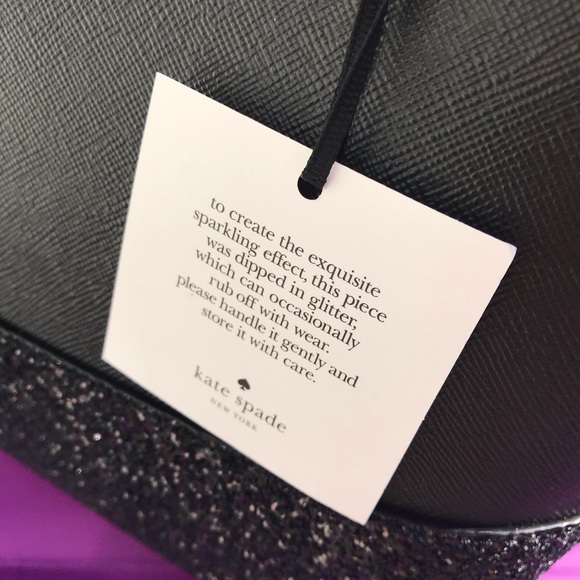 to create the exquisite
sparkling effect, this piece
was dipped in glitter,
which can occasionally
rub off with wear.
please handle it gently and
store it with care.
kate spade
NEW YORK